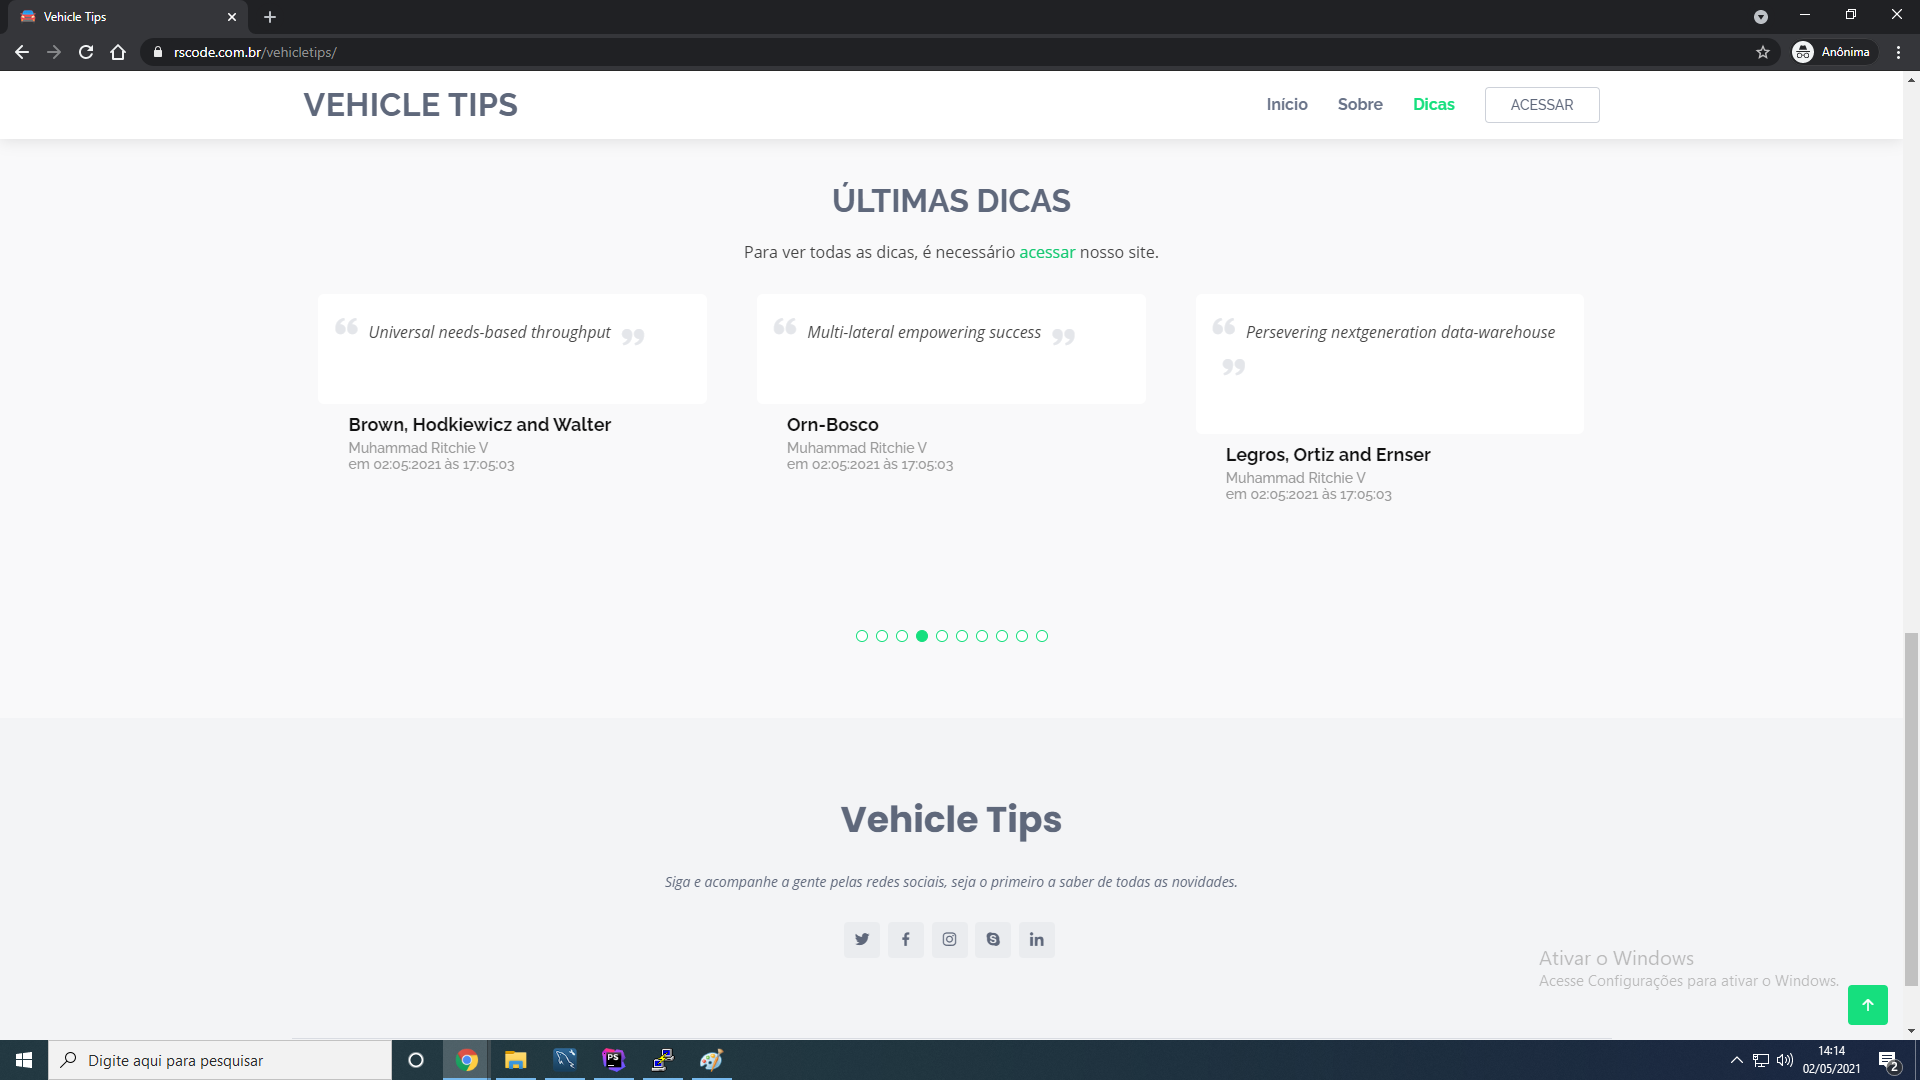 Vehicle Tips
rscode.com.br/vehicletips/
Anônima
VEHICLE TIPS
Início
Sobre
Dicas
ACESSAR
ÚLTIMAS DICAS
Para ver todas as dicas, é necessário acessar nosso site.
Universal needs-based throughput
Brown, Hodkiewicz and Walter
Muhammad Ritchie V
em 02:05:2021 às 17:05:03
Multi-lateral empowering success
Orn-Bosco
Muhammad Ritchie V
em 02:05:2021 às 17:05:03
Persevering nextgeneration data-warehouse
Legros, Ortiz and Ernser
Muhammad Ritchie V
em 02:05:2021 às 17:05:03
Vehicle Tips
Siga e acompanhe a gente pelas redes sociais, seja o primeiro a saber de todas as novidades.
Ativar o Windows
Acesse Configurações para ativar o Windows.
Digite aqui para pesquisar
PS
14:14
02/05/2021
2